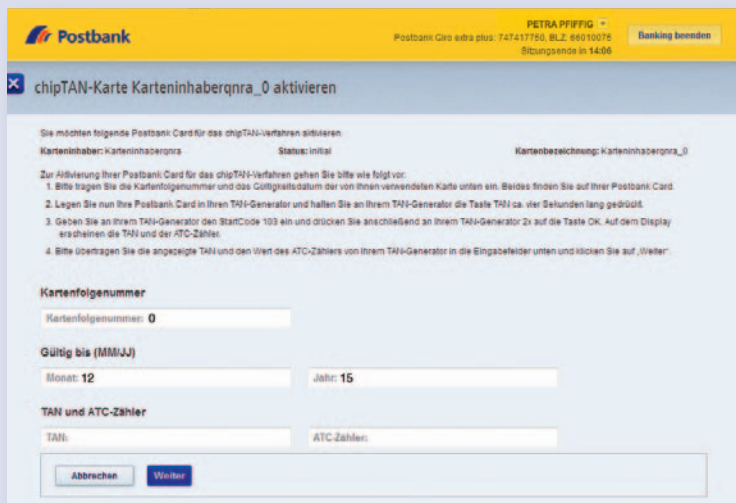 Postbank
PETRA PFIFFIG
Postbank Giro extra plus: 747417760, BLZ: 66010076
Sitzungsende in 14:06
Banking beenden
chipTAN-Karte Karteninhaberqnra_0 aktivieren
Sie möchten folgende Postbank Card für das chipTAN-Verfahren aktivieren
Karteninhaber: Karteninhaberqnra Status: Initial Kartenbezeichnung: Karteninhaberqnra_0
Zur Aktivierung Ihrer Postbank Card für das chipTAN-Verfahren gehen Sie bitte wie folgt vor:
1. Bitte tragen Sie die Kartenfolgenummer und das Gültigkeitsdatum der von Ihnen verwendeten Karte unten ein. Beides finden Sie auf Ihrer Postbank Card.
2. Legen Sie nun Ihre Postbank Card in Ihren TAN-Generator und halten Sie an Ihrem TAN-Generator die Taste TAN ca. vier Sekunden lang gedrückt.
3. Geben Sie an Ihrem TAN-Generator den StartCode 103 ein und drücken Sie anschließend an Ihrem TAN-Generator 2x auf die Taste OK. Auf dem Display
erscheinen die TAN und der ATC-Zähler.
4. Bitte übertragen Sie die angezeigte TAN und den Wert des ATC-Zählers von Ihrem TAN-Generator in die Eingabefelder unten und klicken Sie auf „Weiter“.
Kartenfolgenummer
Kartenfolgenummer: 0
Gültig bis (MM/JJ)
Monat: 12 Jahr: 15
TAN und ATC-Zähler
TAN: ATC-Zähler:
Abbrechen Weiter